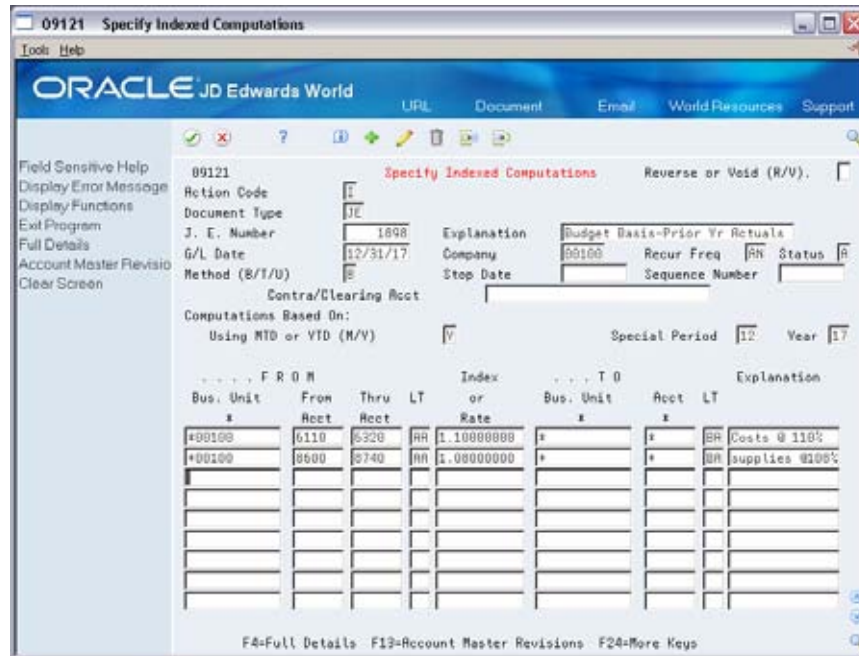 09121 Specify Indexed Computations
Tools Help
ORACLE JD Edwards World
URL Document Email World Resources Support
Field Sensitive Help
Display Error Message
Display Functions
Exit Program
Full Details
Account Master Revisio
Clear Screen
09121 Specify Indexed Computations Reverse or Void (R/V).
Action Code I
Document Type JE
J. E. Number 1898 Explanation Budget Basis-Prior Yr Actuals
G/L Date 12/31/17 Company 00100 Recur Freq AN Status A
Method (B/T/U) B Stop Date Sequence Number
Contra/Clearing Acct
Computations Based On:
Using MTD or YTD (M/Y) Y Special Period 12 Year 17
. . . . F R O M Index . . . T O Explanation
Bus. Unit From Thru LT or Bus. Unit Acct LT
* Acct Acct Rate * *
*00100 6110 6320 AA 1.10000000 * * BA Costs @ 110%
*00100 8600 8740 AA 1.08000000 * * BA supplies @108%
F4=Full Details F13=Account Master Revisions F24=More Keys